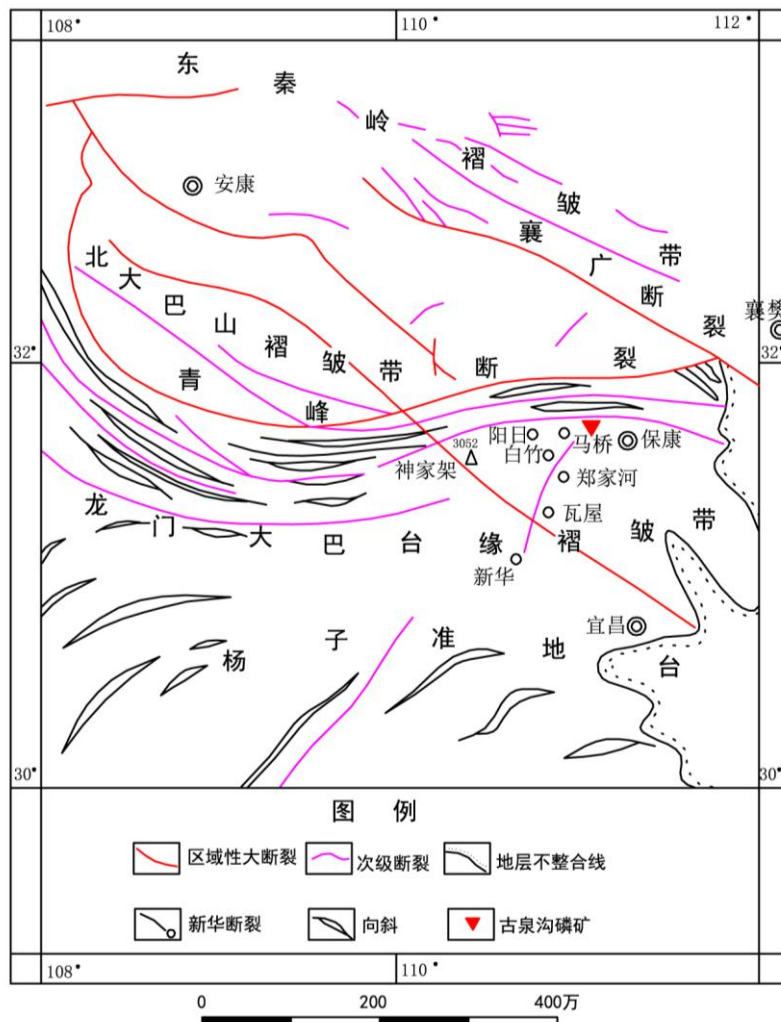 108°
110°
112°
东秦岭褶皱带
安康
襄广断裂
襄樊
北大巴山褶皱带
32°
32°
青峰断裂
3052
神家架
阳日
马桥
保康
白竹
郑家河
瓦屋
新华
龙门大巴台缘褶皱带
宜昌
杨子准地台
30°
30°
图例
区域性大断裂
次级断裂
地层不整合线
新华断裂
向斜
古泉沟磷矿
108°
110°
0
200
400万